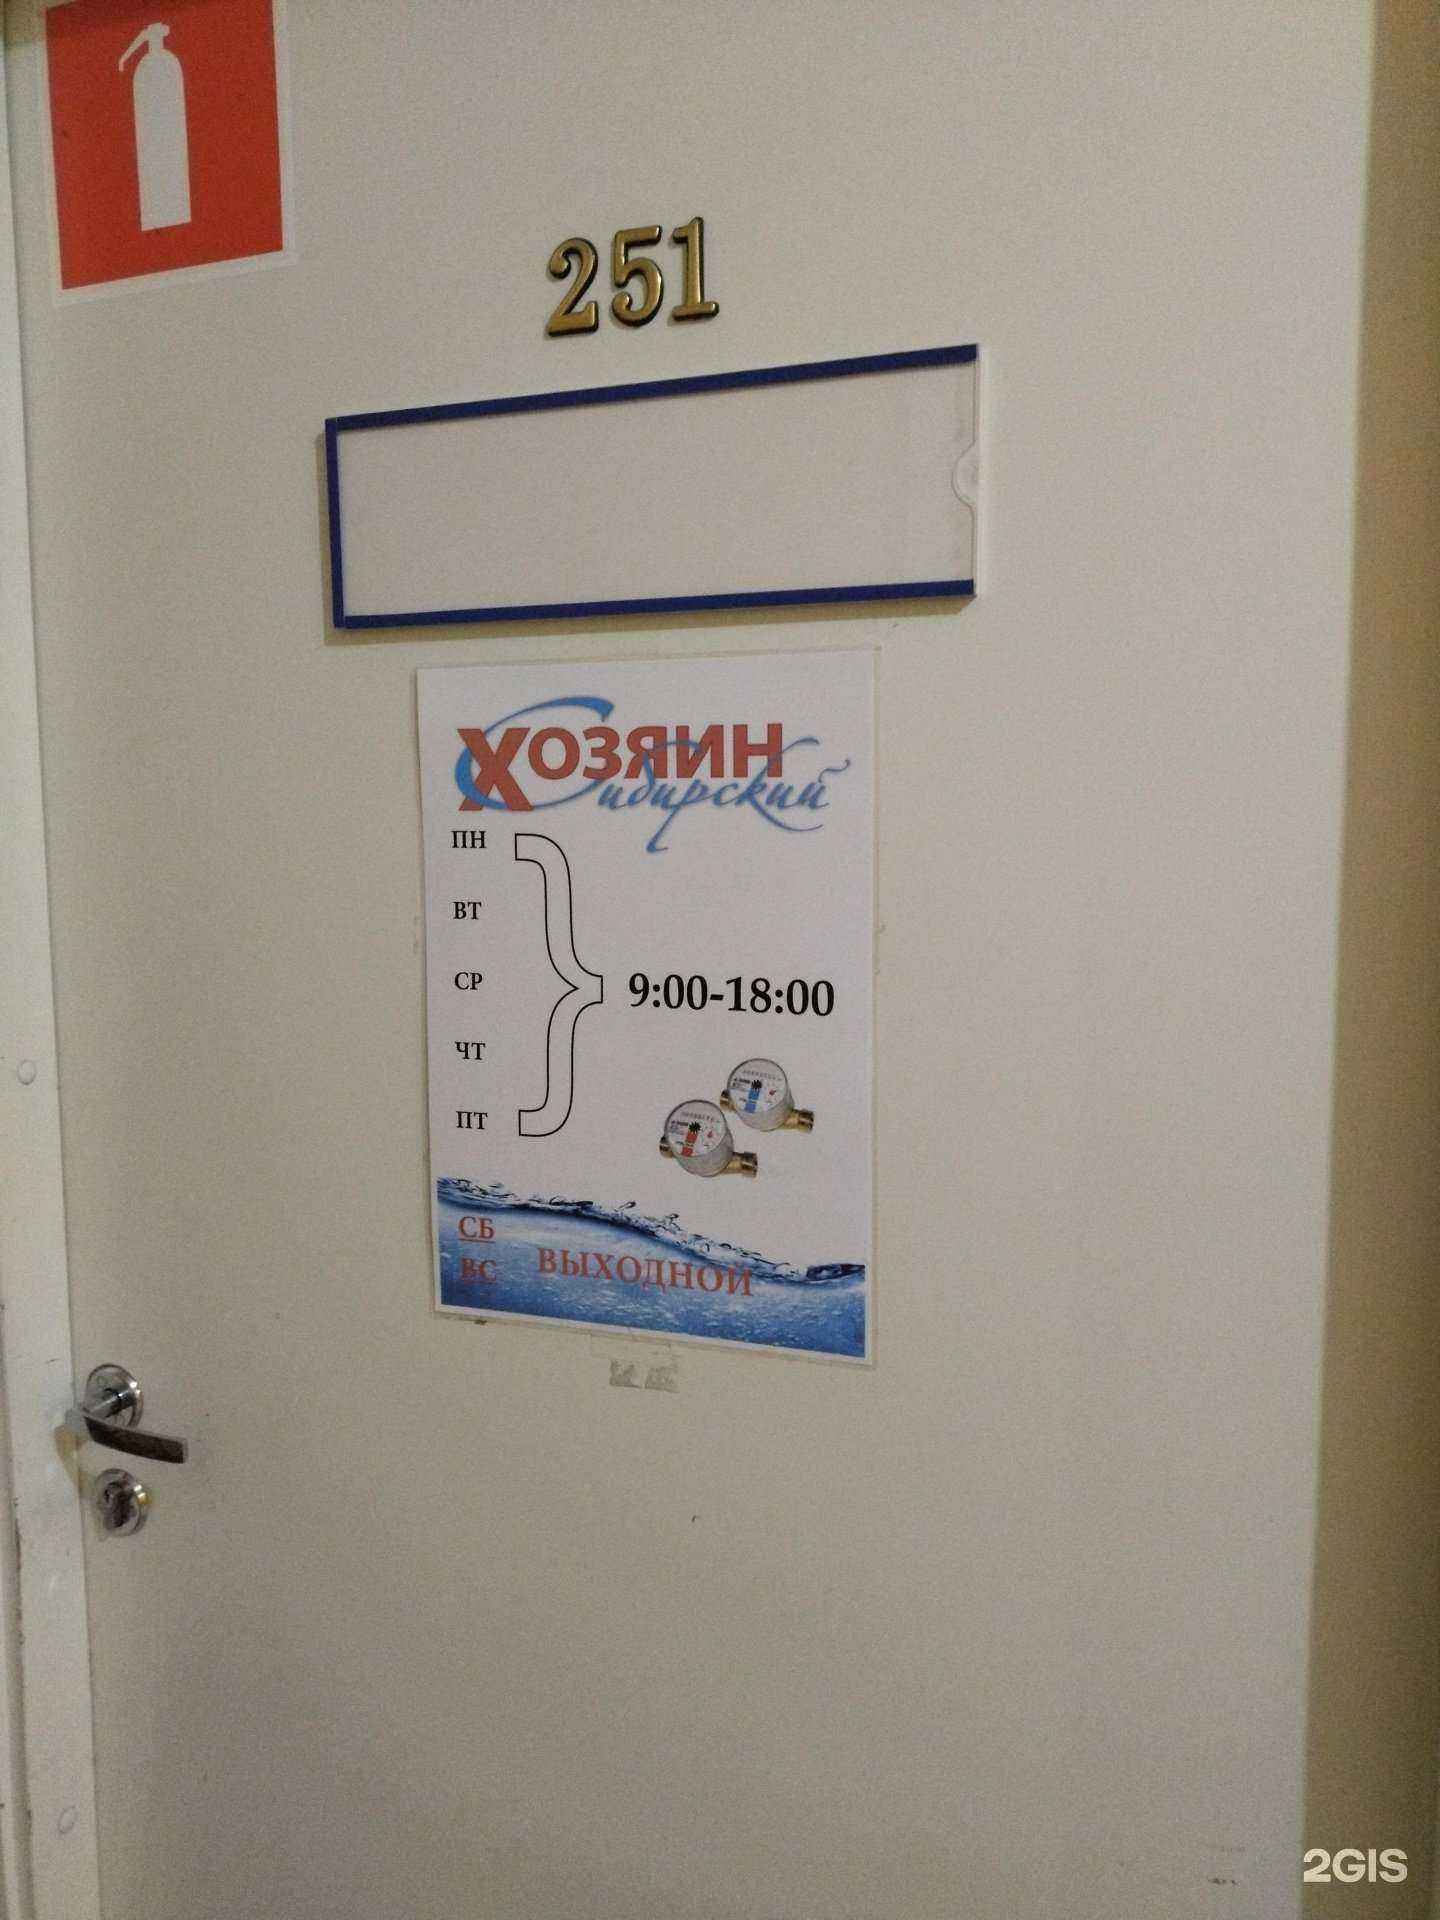 251
ХОЗЯИН
Сибирский
ПН
ВТ
СР
ЧТ
ПТ
9:00-18:00
СБ
ВС
ВЫХОДНОЙ
2GIS